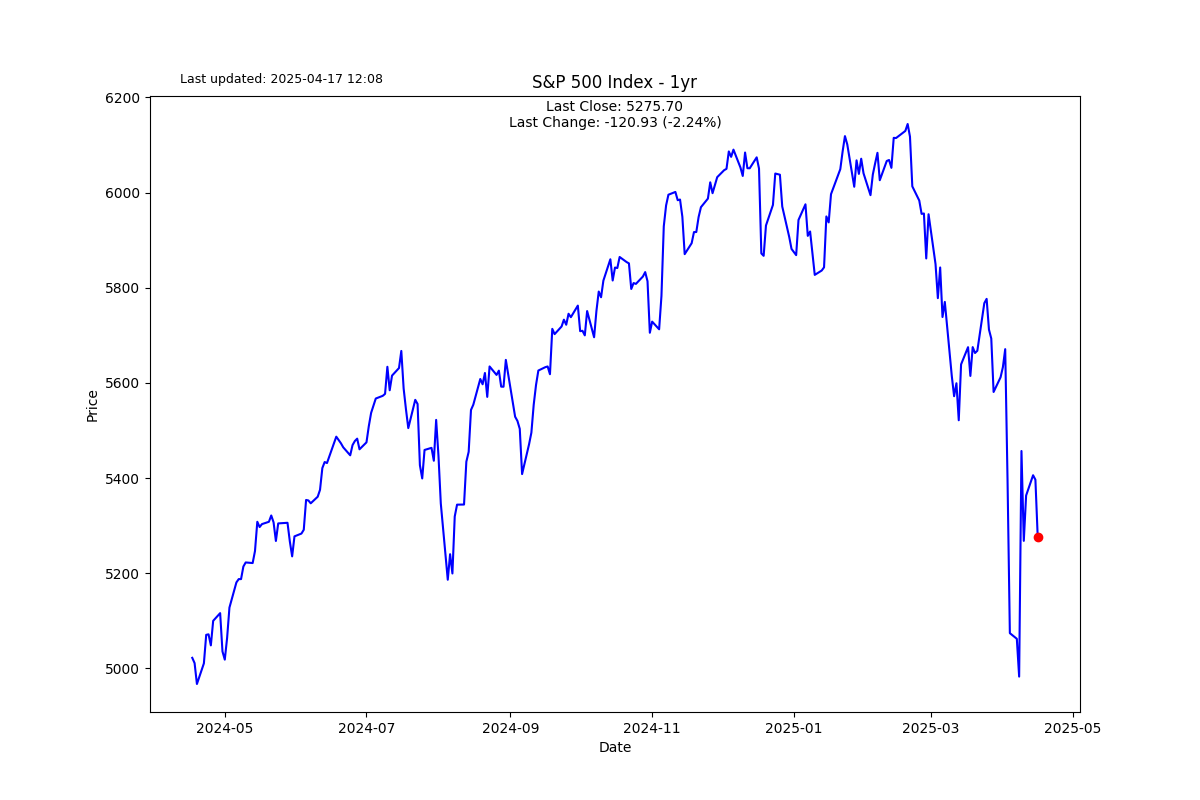 Last updated: 2025-04-17 12:08
S&P 500 Index - 1yr
Last Close: 5275.70
Last Change: -120.93 (-2.24%)
6200
6000
5800
5600
5400
5200
5000
Price
2024-05 2024-07 2024-09 2024-11 2025-01 2025-03 2025-05
Date